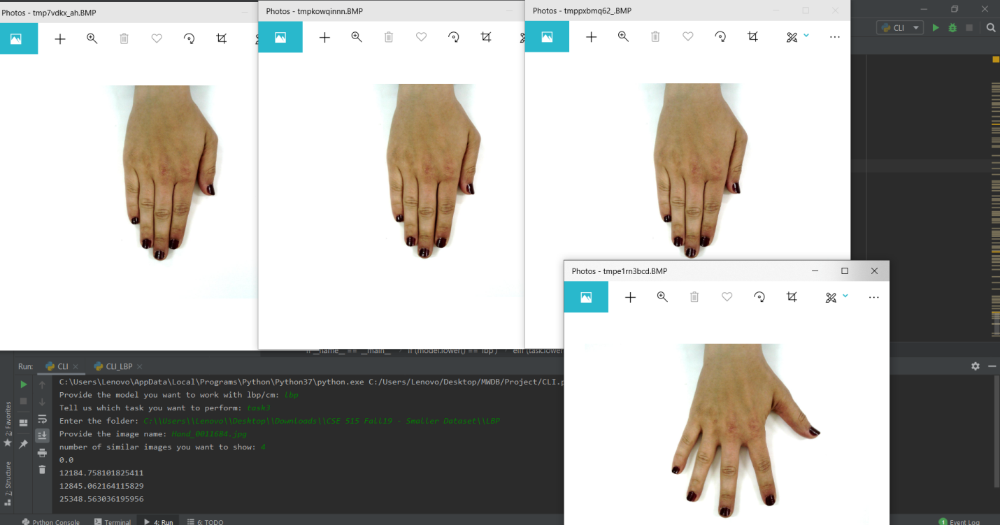 Photos - tmp7vdkx_ah.BMP
Photos - tmpkowqinnn.BMP
Photos - tmppxbmq62_.BMP
CLI
Photos - tmpe1rn3bcd.BMP
if __name__ == '__main__' › if (model.lower() == 'lbp') › elif (task.lower
Run: CLI CLI_LBP
C:\Users\Lenovo\AppData\Local\Programs\Python\Python37\python.exe C:/Users/Lenovo/Desktop/MWDB/Project/CLI.p
Provide the model you want to work with lbp/cm: lbp
Tell us which task you want to perform: task3
Enter the folder: C:\\Users\\Lenovo\\Desktop\\Downloads\\CSE 515 Fall19 - Smaller Dataset\\LBP
Provide the image name: Hand_0011684.jpg
number of similar images you want to show: 4
0.0
12184.758101825411
12845.062164115829
25348.563036195956
2: Favorites
7: Structure
Python Console Terminal 4: Run 6: TODO
1 Event Log